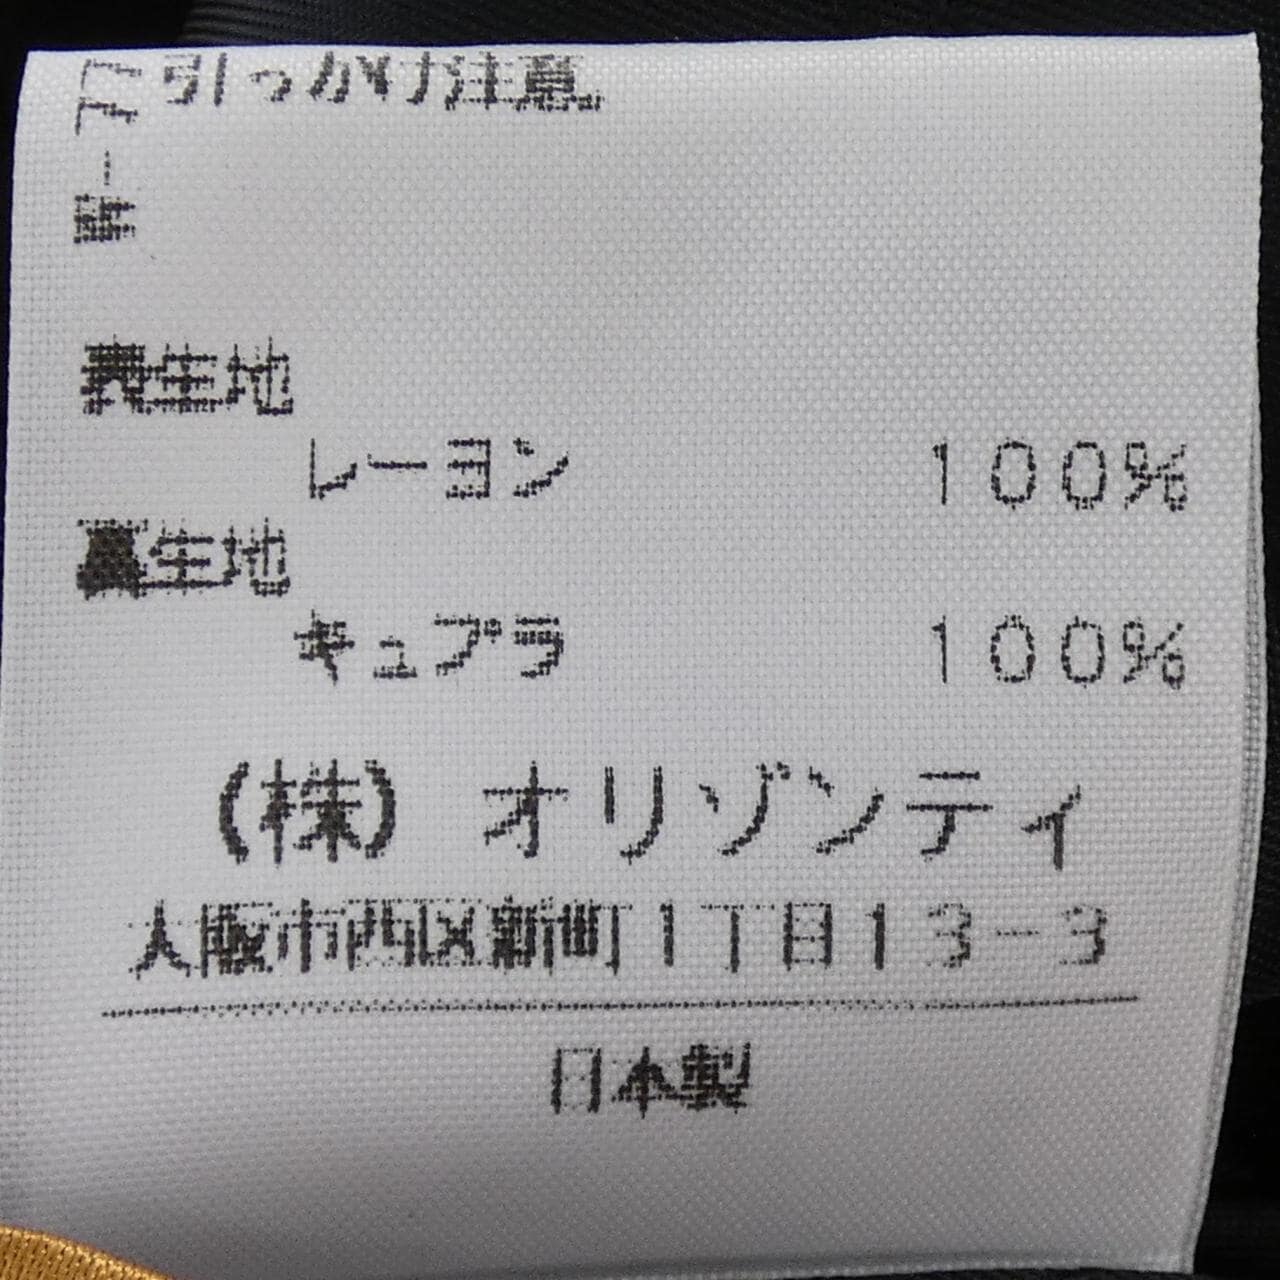 引っかけ注意
表生地
レーヨン 100%
裏生地
キュプラ 100%
(株) オリゾンティ
大阪市西区新町1丁目13-3
日本製